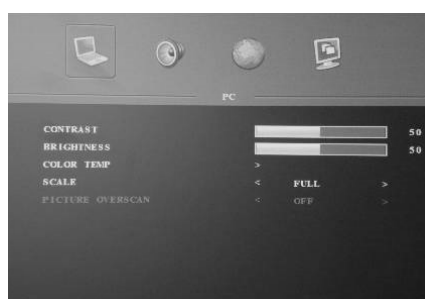 PC
CONTRAST 50
BRIGHTNESS 50
COLOR TEMP >
SCALE < FULL >
PICTURE OVERSCAN < OFF >